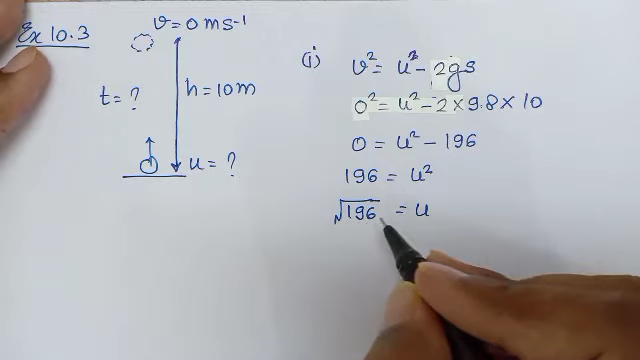 Ex 10.3
v = 0 ms⁻¹
t = ?
h = 10m
u = ?
(i) v² = u² - 2gs
0² = u² - 2 × 9.8 × 10
0 = u² - 196
196 = u²
√196 = u